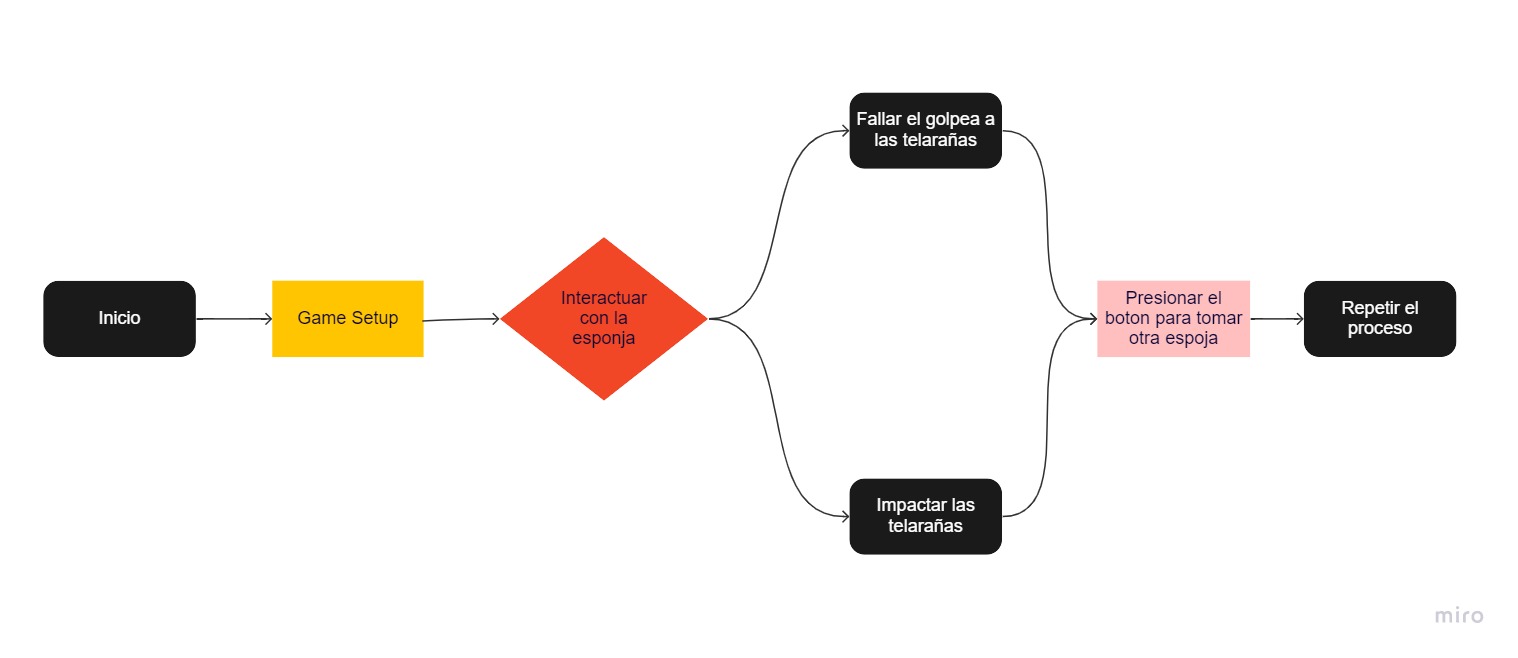 Inicio
Game Setup
Interactuar
con la
esponja
Fallar el golpea a
las telarañas
Impactar las
telarañas
Presionar el
boton para tomar
otra espoja
Repetir el
proceso
miro